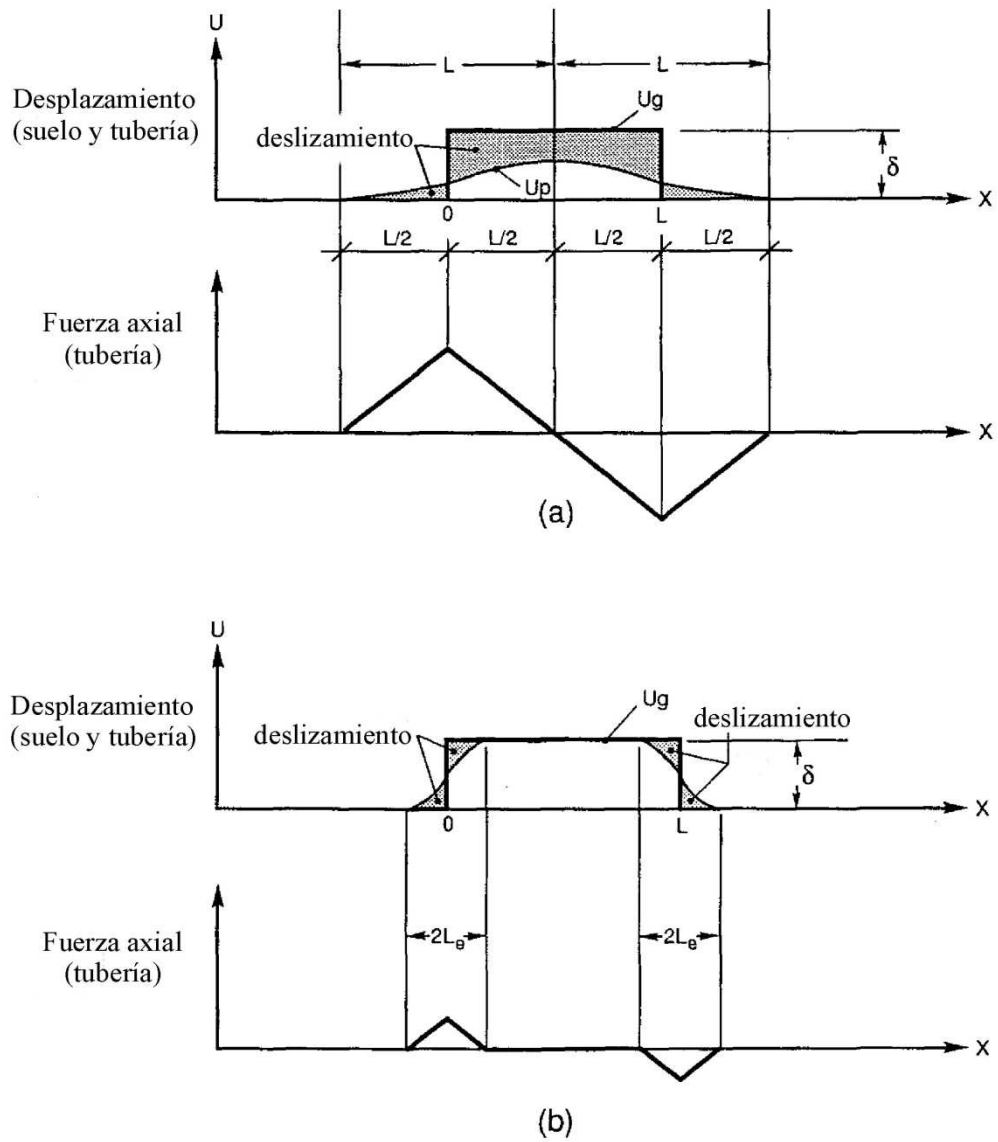 U
L
L
Desplazamiento
(suelo y tubería)
deslizamiento
Ug
δ
Up
0
L
X
L/2
L/2
L/2
L/2
Fuerza axial
(tubería)
X
(a)
U
Desplazamiento
(suelo y tubería)
deslizamiento
Ug
deslizamiento
δ
0
L
X
Fuerza axial
(tubería)
2Le
2Le
X
(b)